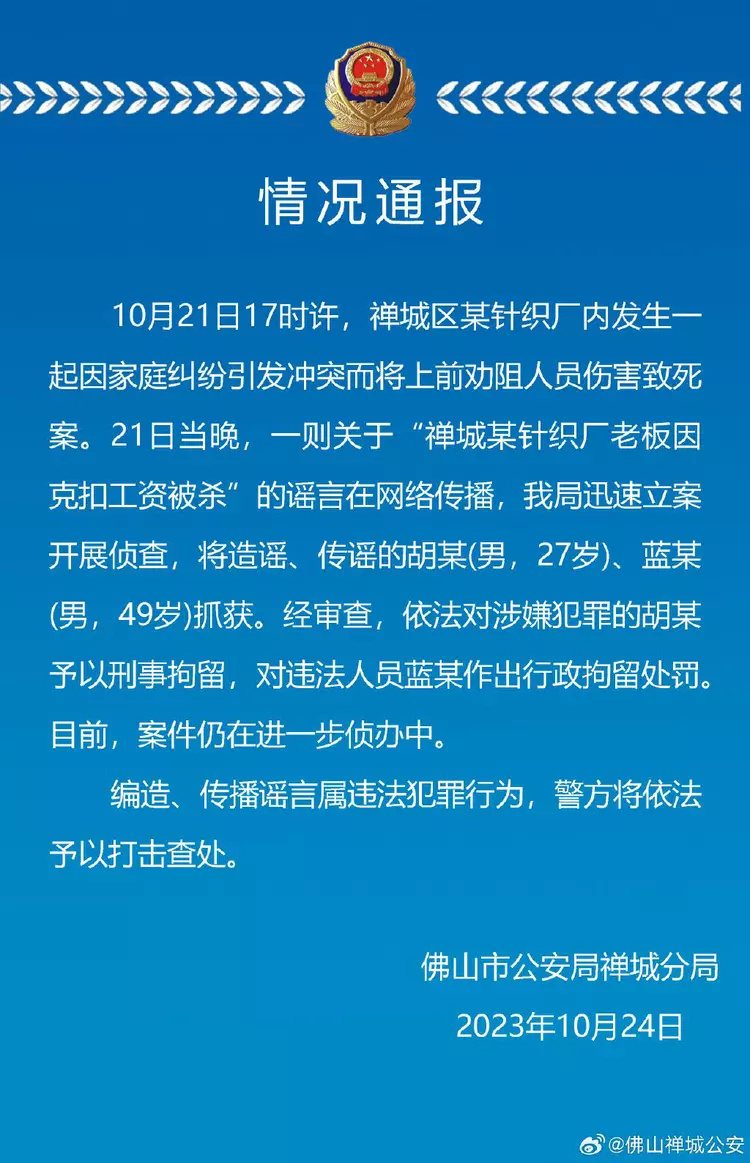 情况通报
10月21日17时许，禅城区某针织厂内发生一
起因家庭纠纷引发冲突而将上前劝阻人员伤害致死
案。21日当晚，一则关于“禅城某针织厂老板因
克扣工资被杀”的谣言在网络传播，我局迅速立案
开展侦查，将造谣、传谣的胡某(男，27岁)、蓝某
(男，49岁)抓获。经审查，依法对涉嫌犯罪的胡某
予以刑事拘留，对违法人员蓝某作出行政拘留处罚。
目前，案件仍在进一步侦办中。
编造、传播谣言属违法犯罪行为，警方将依法
予以打击查处。
佛山市公安局禅城分局
2023年10月24日
@佛山禅城公安